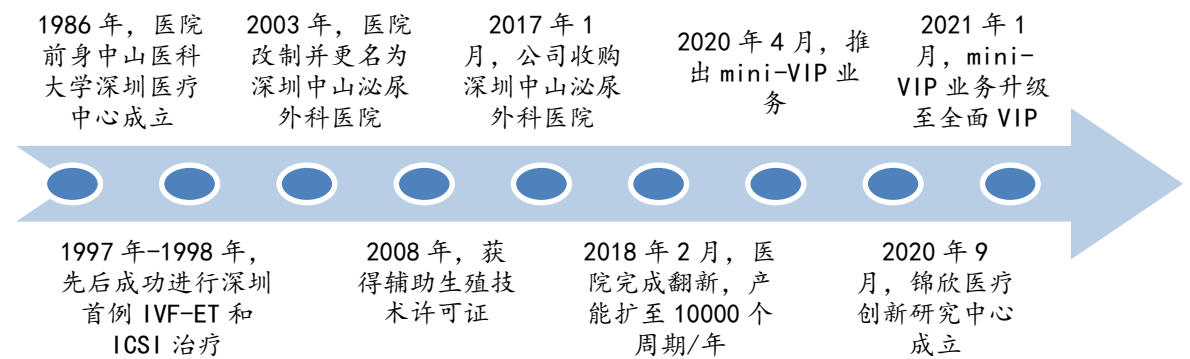 1986 年，医院
前身中山医科
大学深圳医疗
中心成立
2003 年，医院
改制并更名为
深圳中山泌尿
外科医院
2017 年 1
月，公司收购
深圳中山泌尿
外科医院
2020 年 4 月，推
出 mini-VIP 业
务
2021 年 1
月，mini-
VIP 业务升级
至全面 VIP
1997 年-1998 年，
先后成功进行深圳
首例 IVF-ET 和
ICSI 治疗
2008 年，获
得辅助生殖技
术许可证
2018 年 2 月，医
院完成翻新，产
能扩至 10000 个
周期/年
2020 年 9
月，锦欣医疗
创新研究中心
成立